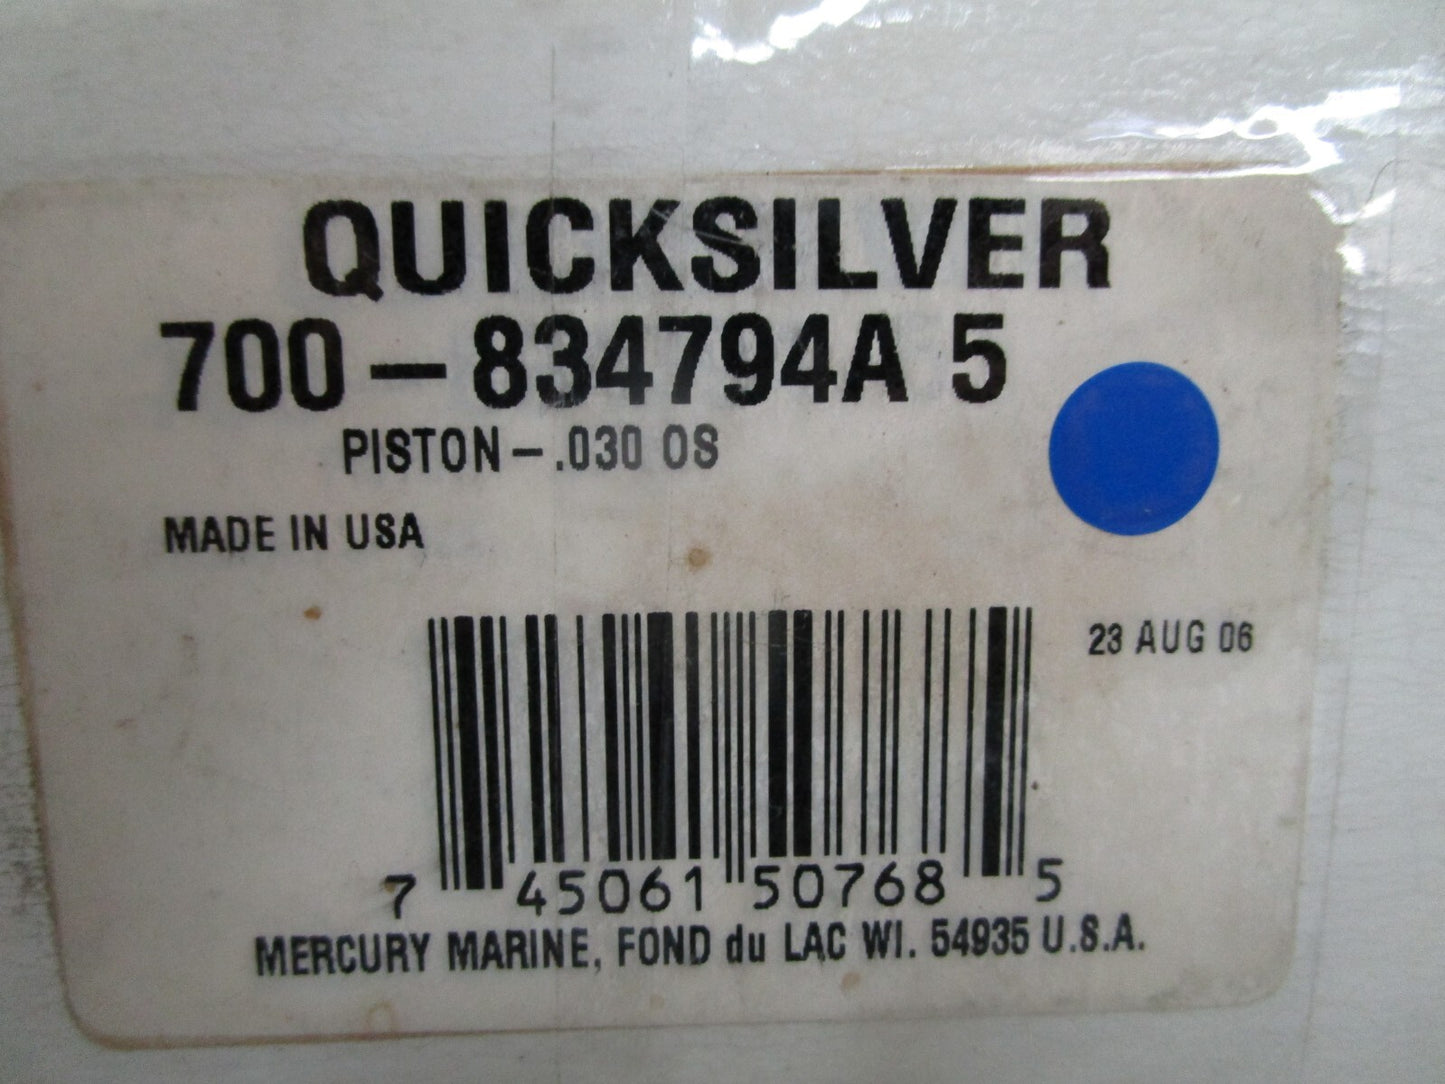 QUICKSILVER
700-834794A 5
PISTON-.030 OS
MADE IN USA
23 AUG 06
7 45061 50768 5
MERCURY MARINE, FOND du LAC WI. 54935 U.S.A.